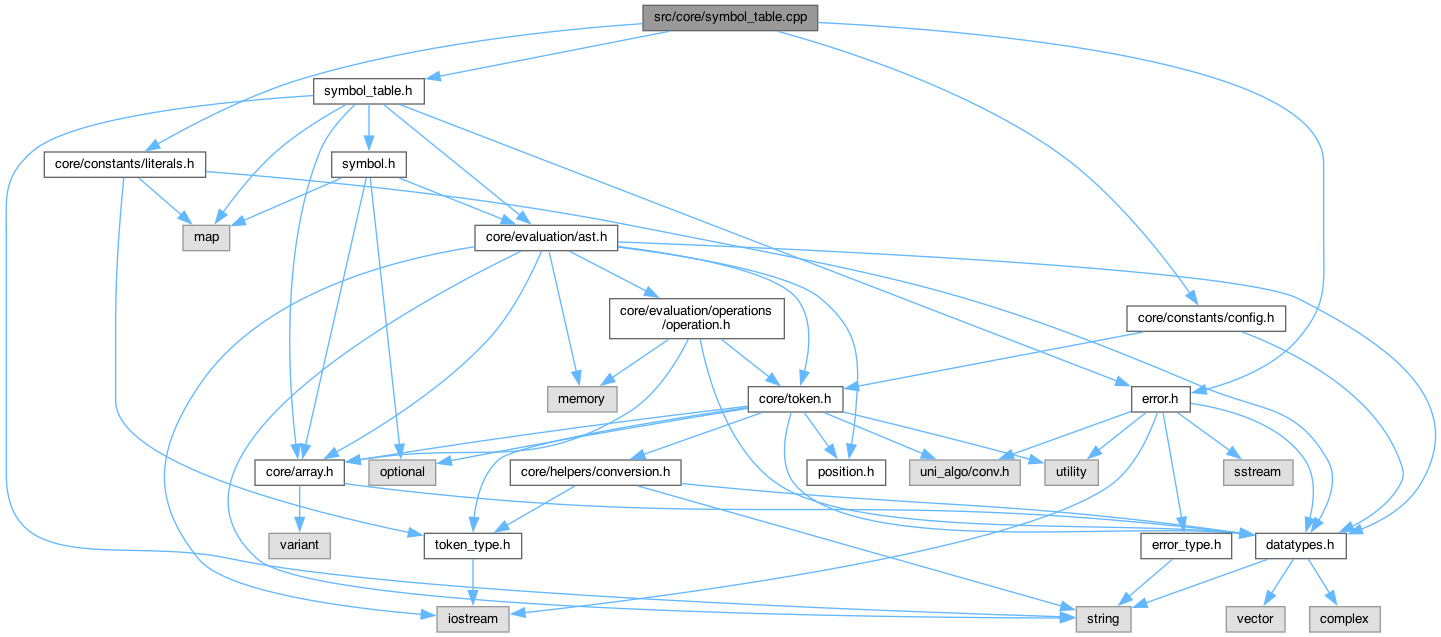 src/core/symbol_table.cpp
symbol_table.h
core/constants/literals.h
symbol.h
map
core/evaluation/ast.h
core/evaluation/operations
/operation.h
core/constants/config.h
memory
core/token.h
error.h
core/array.h
optional
core/helpers/conversion.h
position.h
uni_algo/conv.h
utility
sstream
variant
token_type.h
error_type.h
datatypes.h
iostream
string
vector
complex